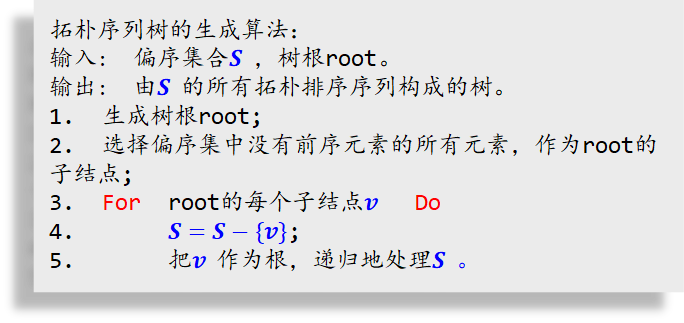 拓朴序列树的生成算法：
输入： 偏序集合S ，树根root。
输出： 由S 的所有拓朴排序序列构成的树。
1. 生成树根root;
2. 选择偏序集中没有前序元素的所有元素，作为root的
子结点;
3. For root的每个子结点v Do
4. S = S − {v};
5. 把v 作为根，递归地处理S 。